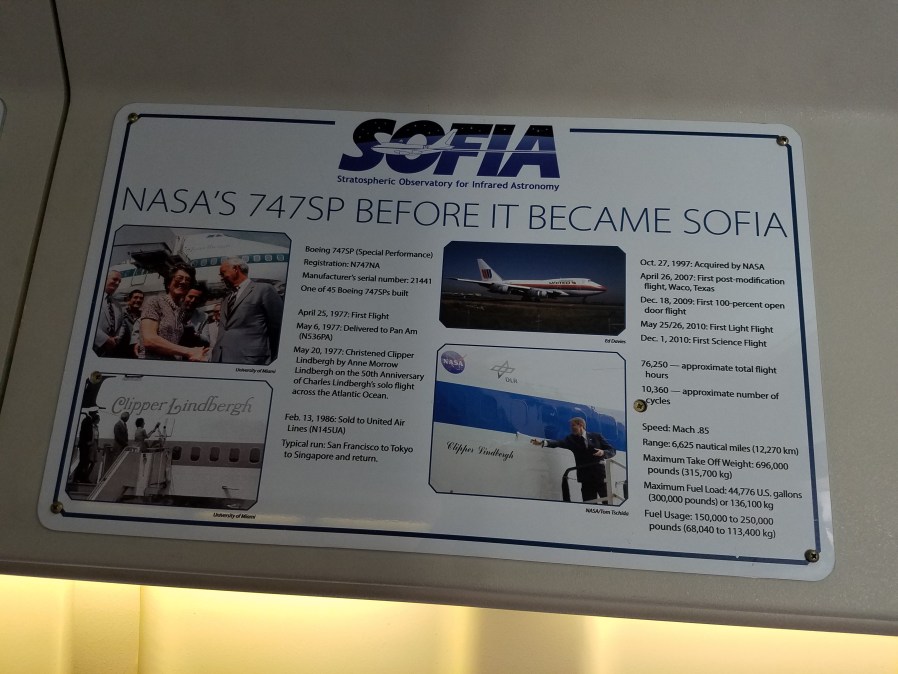 SOFIA
Stratospheric Observatory for Infrared Astronomy
NASA'S 747SP BEFORE IT BECAME SOFIA
University of Miami
Clipper Lindbergh
University of Miami
Boeing 747SP (Special Performance)
Registration: N747NA
Manufacturer's serial number: 21441
One of 45 Boeing 747SPs built
April 25, 1977: First Flight
May 6, 1977: Delivered to Pan Am
(N536PA)
May 20, 1977: Christened Clipper
Lindbergh by Anne Morrow
Lindbergh on the 50th Anniversary
of Charles Lindbergh's solo flight
across the Atlantic Ocean.
Feb. 13, 1986: Sold to United Air
Lines (N145UA)
Typical run: San Francisco to Tokyo
to Singapore and return.
Ed Davies
NASA
DLR
Clipper Lindbergh
NASA/Tom Tschida
Oct. 27, 1997: Acquired by NASA
April 26, 2007: First post-modification
flight, Waco, Texas
Dec. 18, 2009: First 100-percent open
door flight
May 25/26, 2010: First Light Flight
Dec. 1, 2010: First Science Flight
76,250 — approximate total flight
hours
10,360 — approximate number of
cycles
Speed: Mach .85
Range: 6,625 nautical miles (12,270 km)
Maximum Take Off Weight: 696,000
pounds (315,700 kg)
Maximum Fuel Load: 44,776 U.S. gallons
(300,000 pounds) or 136,100 kg
Fuel Usage: 150,000 to 250,000
pounds (68,040 to 113,400 kg)